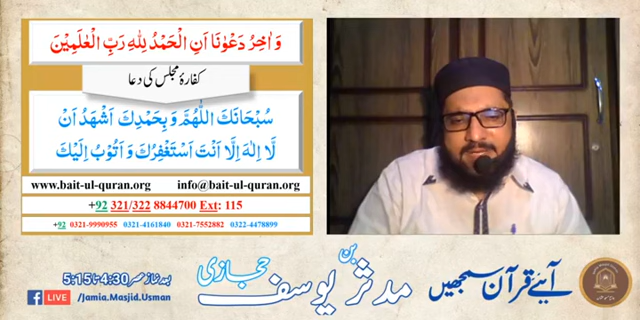 وَاٰخِرُ دَعْوٰنَا اَنِ الْحَمْدُ لِلّٰهِ رَبِّ الْعٰلَمِيْنَ
کفارۂ مجلس کی دعا
سُبْحَانَكَ اللّٰهُمَّ وَ بِحَمْدِكَ اَشْهَدُ اَنْ
لَّا اِلٰهَ اِلَّا اَنْتَ اَسْتَغْفِرُكَ وَ اَتُوْبُ اِلَيْكَ
www.bait-ul-quran.org info@bait-ul-quran.org
+92 321/322 8844700 Ext: 115
+92 0321-9990955 0321-4161840 0321-7552882 0322-4478899
آیئے قرآن سمجھیں
مدثر بن یوسف حجازی
بعد نماز عصر 4:30 تا 5:15
LIVE /Jamia.Masjid.Usman